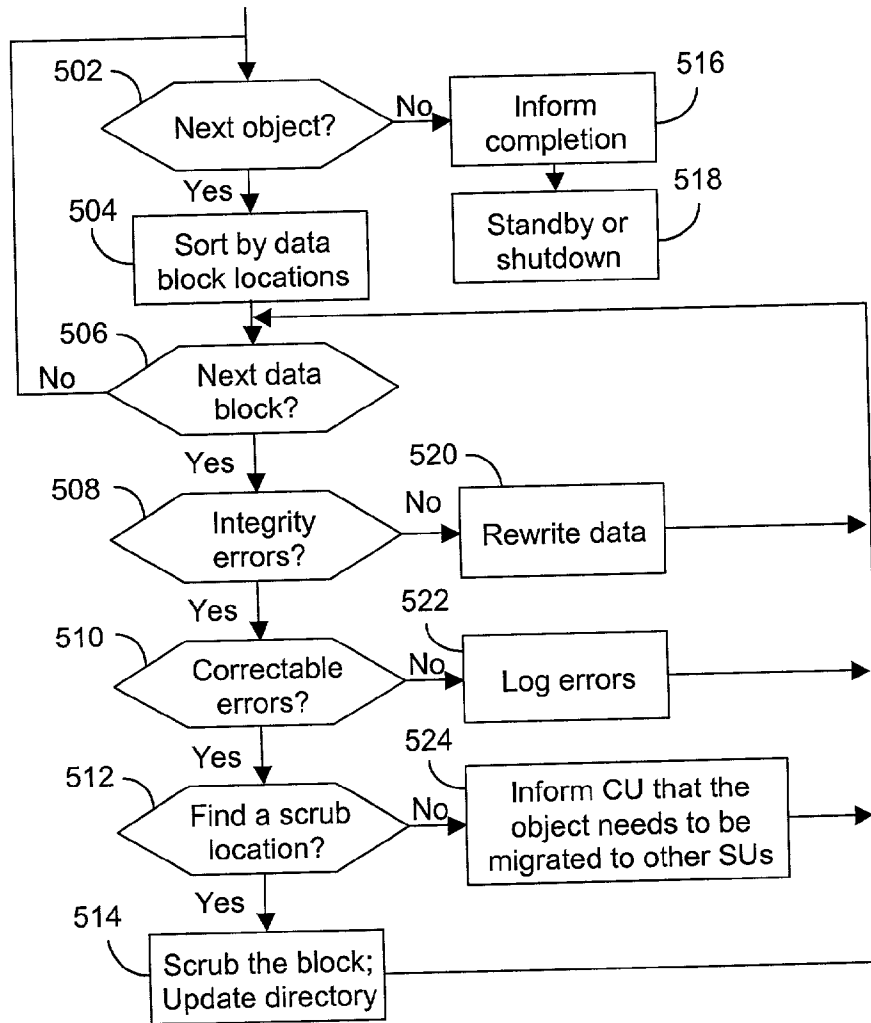 502
Next object?
No
Inform
completion
516
Yes
504
Sort by data
block locations
518
Standby or
shutdown
506
No
Next data
block?
Yes
508
Integrity
errors?
No
520
Rewrite data
Yes
510
Correctable
errors?
No
522
Log errors
Yes
512
Find a scrub
location?
No
524
Inform CU that the
object needs to be
migrated to other SUs
Yes
514
Scrub the block;
Update directory